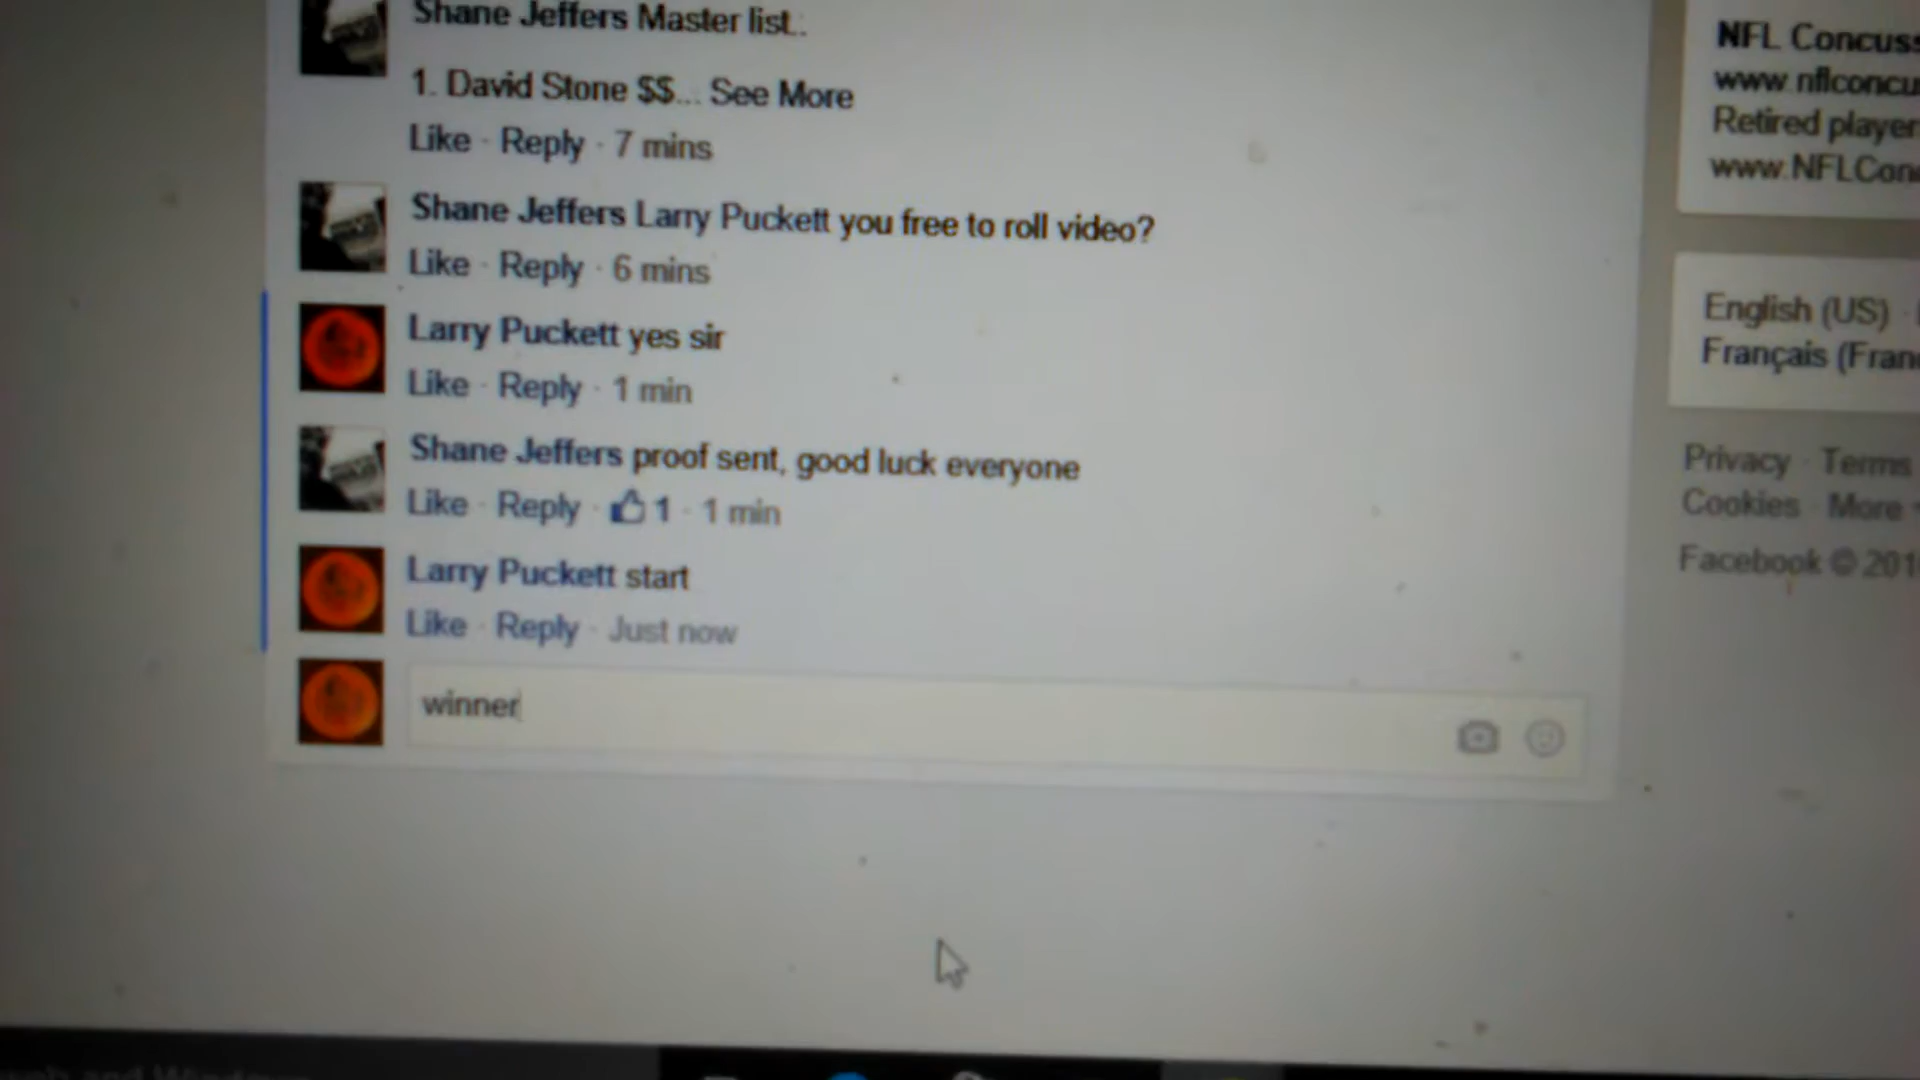 Shane Jeffers Master list..
1. David Stone $$... See More
Like · Reply · 7 mins
Shane Jeffers Larry Puckett you free to roll video?
Like · Reply · 6 mins
Larry Puckett yes sir
Like · Reply · 1 min
Shane Jeffers proof sent, good luck everyone
Like · Reply · 1 · 1 min
Larry Puckett start
Like · Reply · Just now
winner
NFL Concuss
www.nflconcu
Retired player
www.NFLCon
English (US) ·
Français (Fran
Privacy · Terms
Cookies · More
Facebook © 201